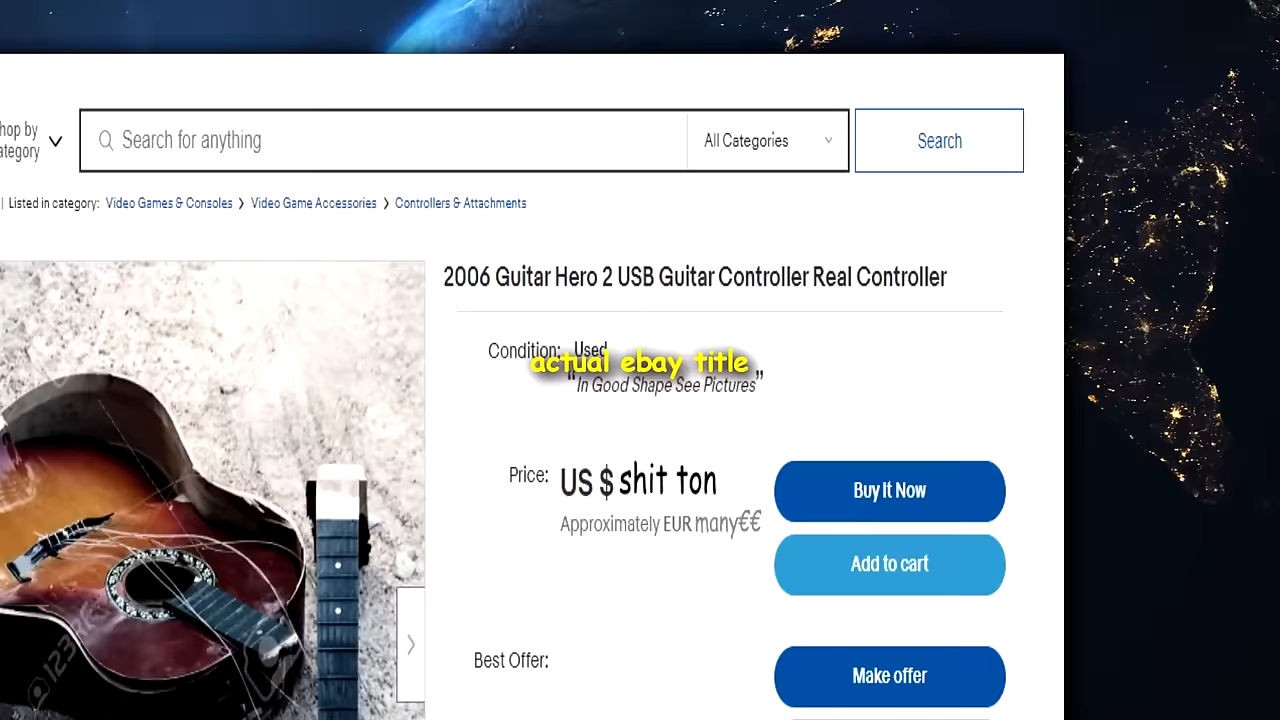 hop by
ategory
Search for anything
All Categories
Search
| Listed in category: Video Games & Consoles > Video Game Accessories > Controllers & Attachments
2006 Guitar Hero 2 USB Guitar Controller Real Controller
Condition: Used
actual ebay title
"In Good Shape See Pictures"
Price: US $ shit ton
Buy It Now
Approximately EUR many€€
Add to cart
Best Offer:
Make offer